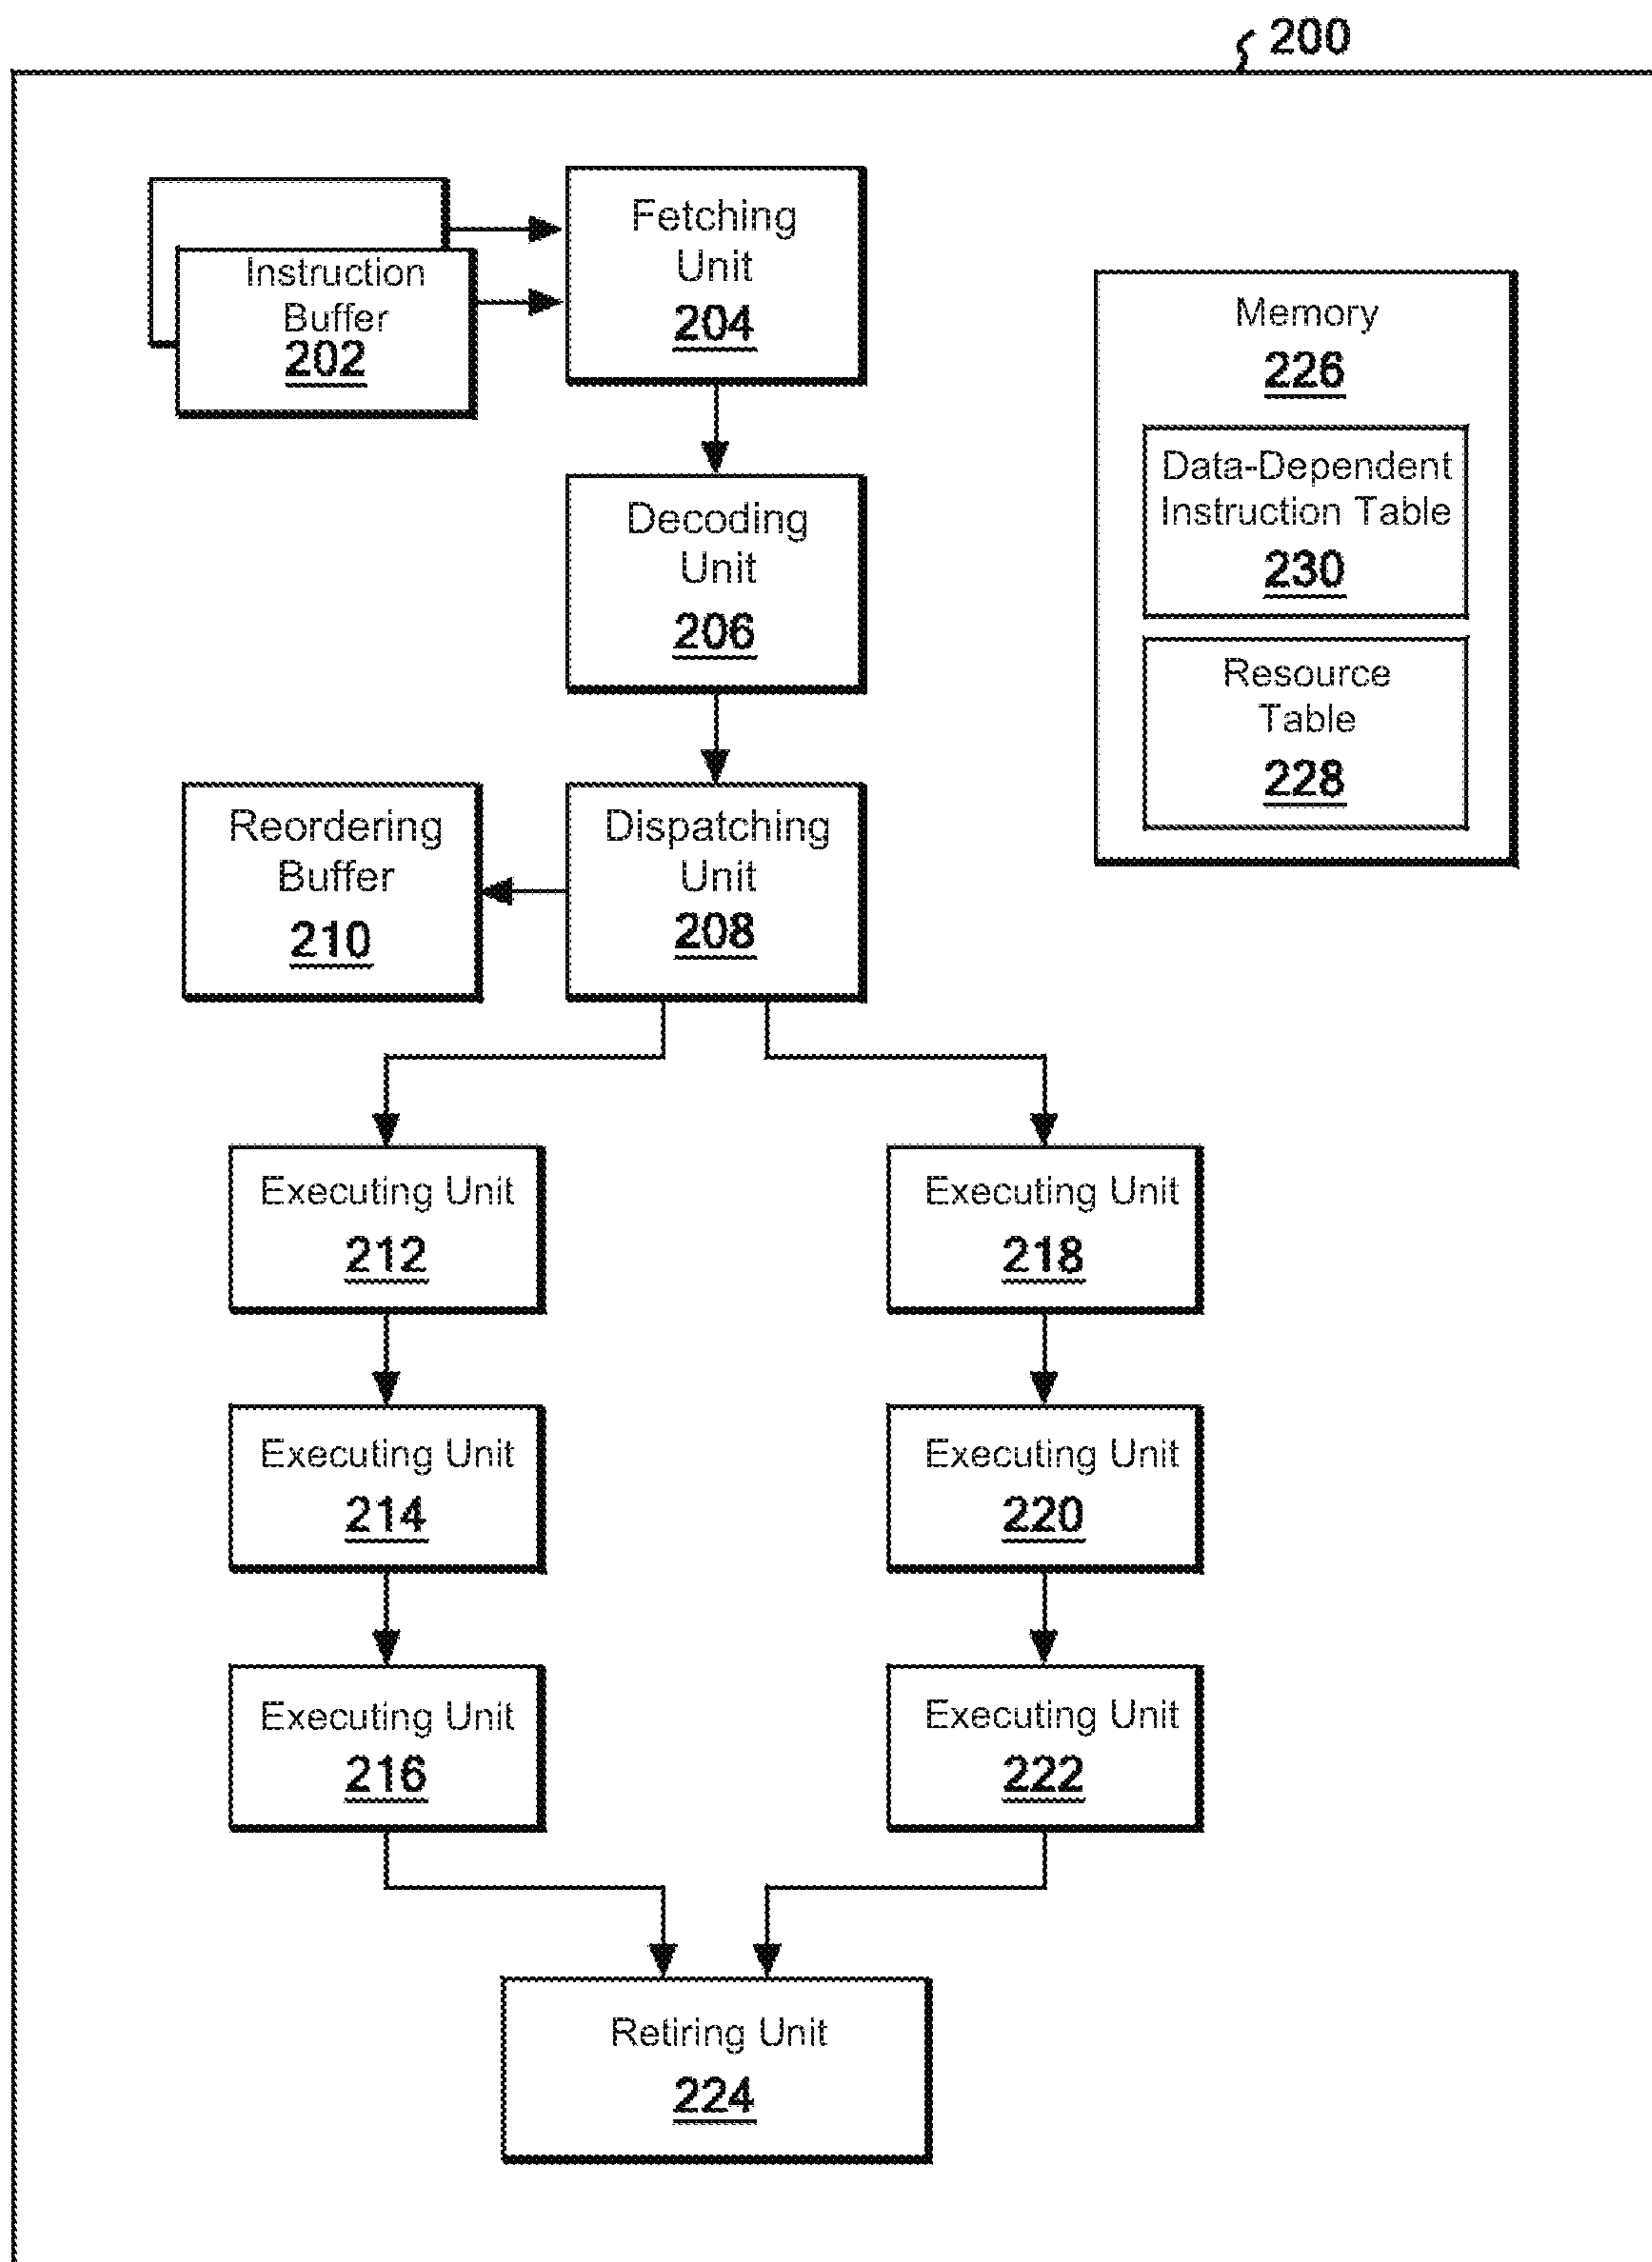 200
Instruction
Buffer
202
Fetching
Unit
204
Memory
226
Data-Dependent
Instruction Table
230
Resource
Table
228
Decoding
Unit
206
Reordering
Buffer
210
Dispatching
Unit
208
Executing Unit
212
Executing Unit
218
Executing Unit
214
Executing Unit
220
Executing Unit
216
Executing Unit
222
Retiring Unit
224